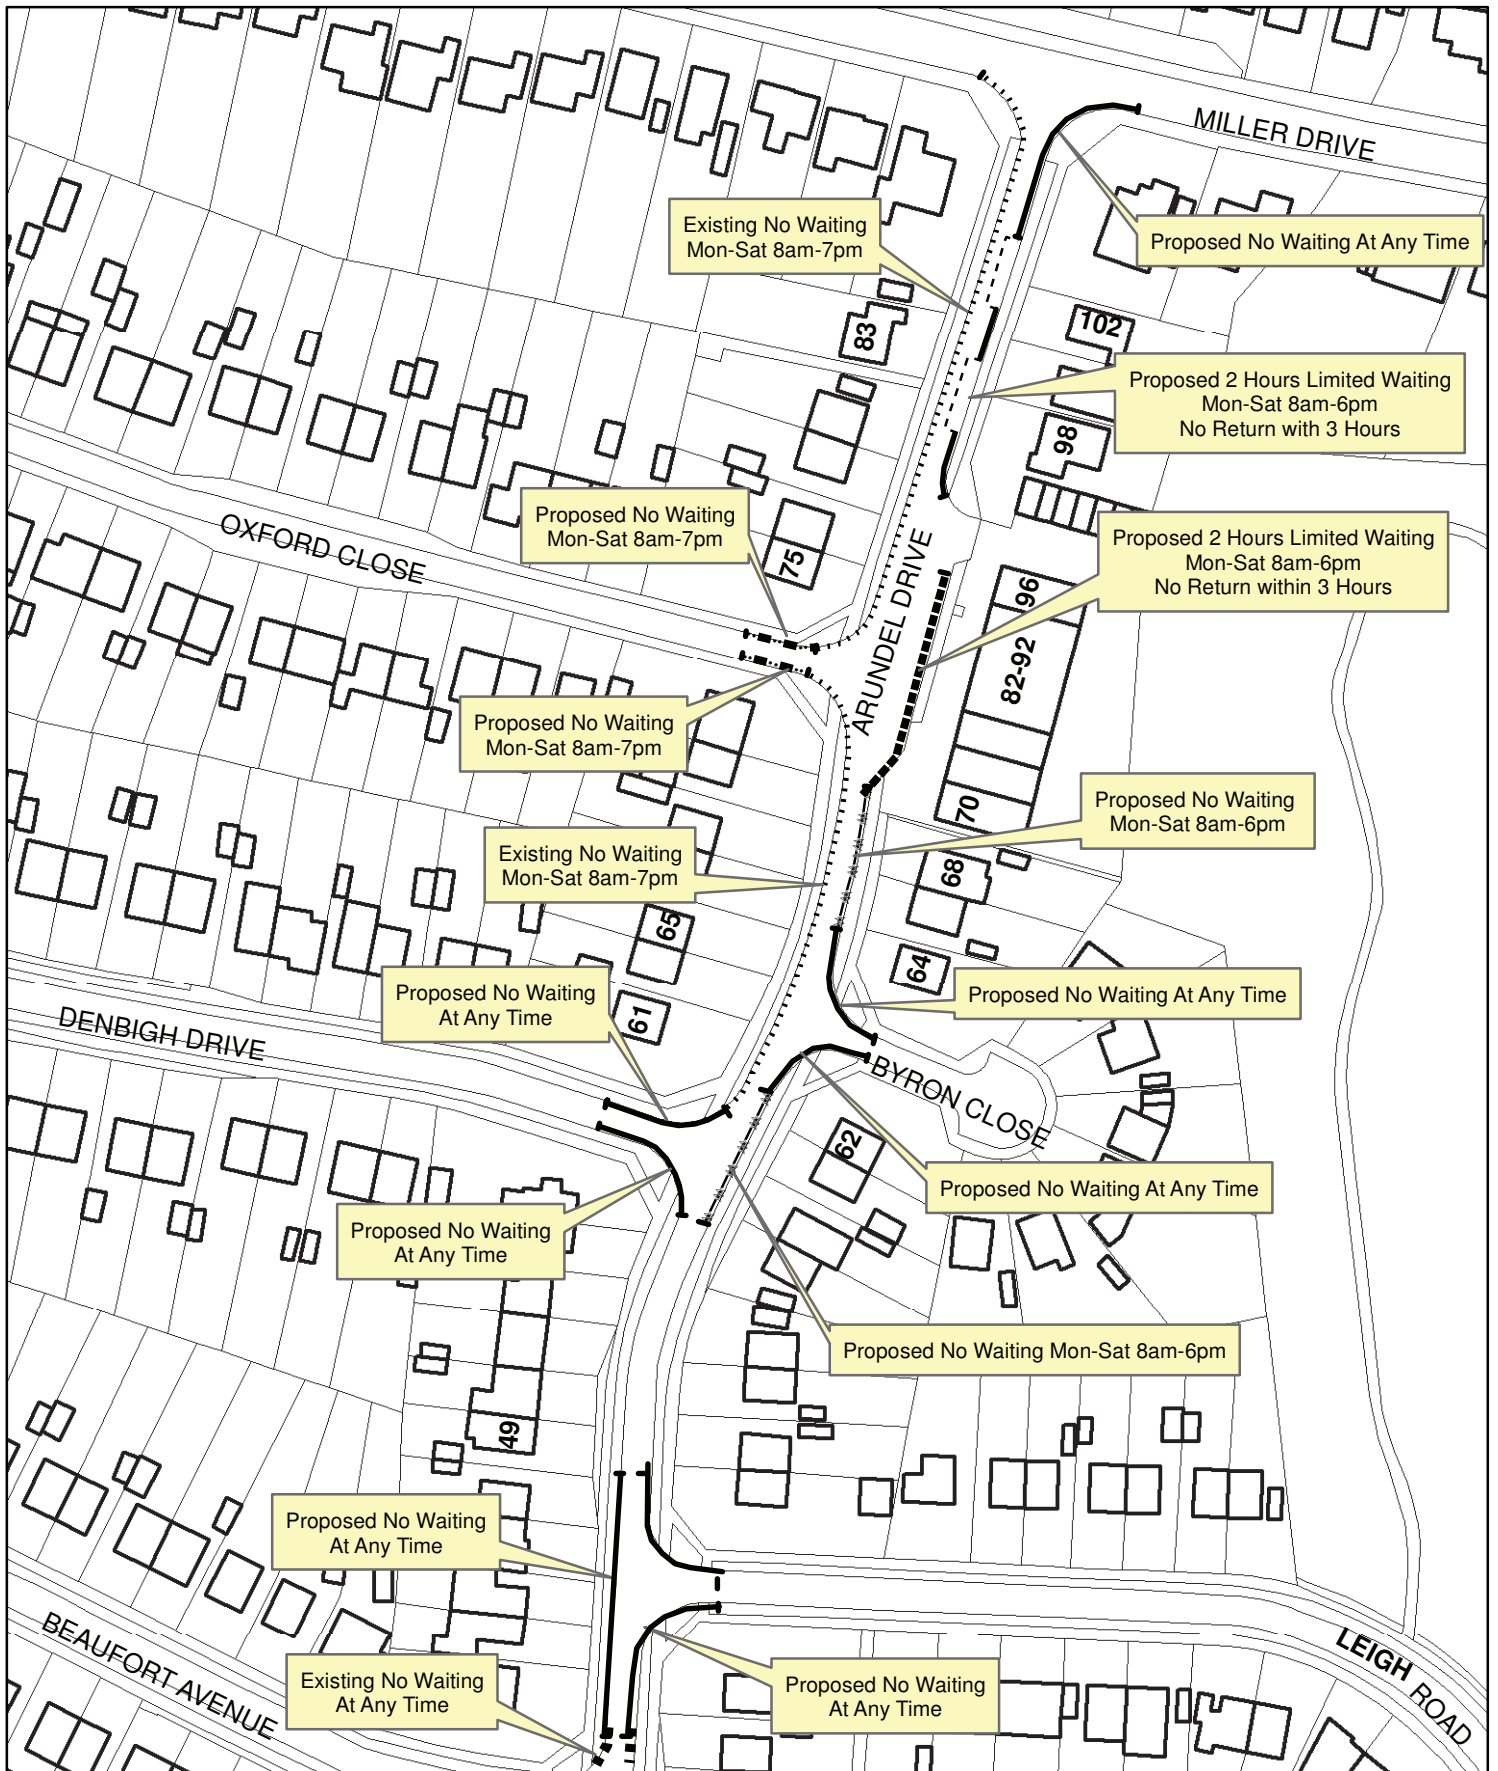 MILLER DRIVE
Existing No Waiting
Mon-Sat 8am-7pm
Proposed No Waiting At Any Time
102
83
Proposed 2 Hours Limited Waiting
Mon-Sat 8am-6pm
No Return with 3 Hours
98
OXFORD CLOSE
Proposed No Waiting
Mon-Sat 8am-7pm
75
ARUNDEL DRIVE
Proposed 2 Hours Limited Waiting
Mon-Sat 8am-6pm
No Return within 3 Hours
96
82-92
Proposed No Waiting
Mon-Sat 8am-7pm
70
Proposed No Waiting
Mon-Sat 8am-6pm
Existing No Waiting
Mon-Sat 8am-7pm
68
65
64
Proposed No Waiting
At Any Time
Proposed No Waiting At Any Time
61
DENBIGH DRIVE
BYRON CLOSE
62
Proposed No Waiting At Any Time
Proposed No Waiting
At Any Time
Proposed No Waiting Mon-Sat 8am-6pm
49
Proposed No Waiting
At Any Time
BEAUFORT AVENUE
Existing No Waiting
At Any Time
Proposed No Waiting
At Any Time
LEIGH ROAD